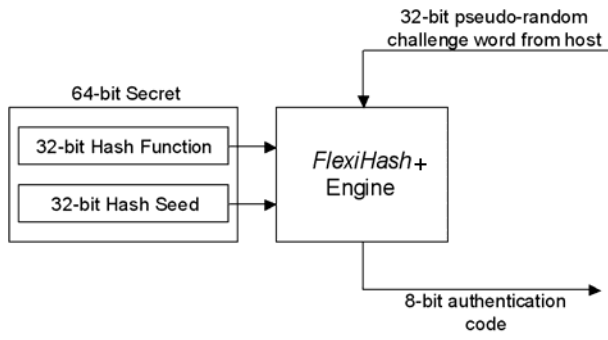 32-bit pseudo-random
challenge word from host
64-bit Secret
32-bit Hash Function
32-bit Hash Seed
FlexiHash+
Engine
8-bit authentication
code